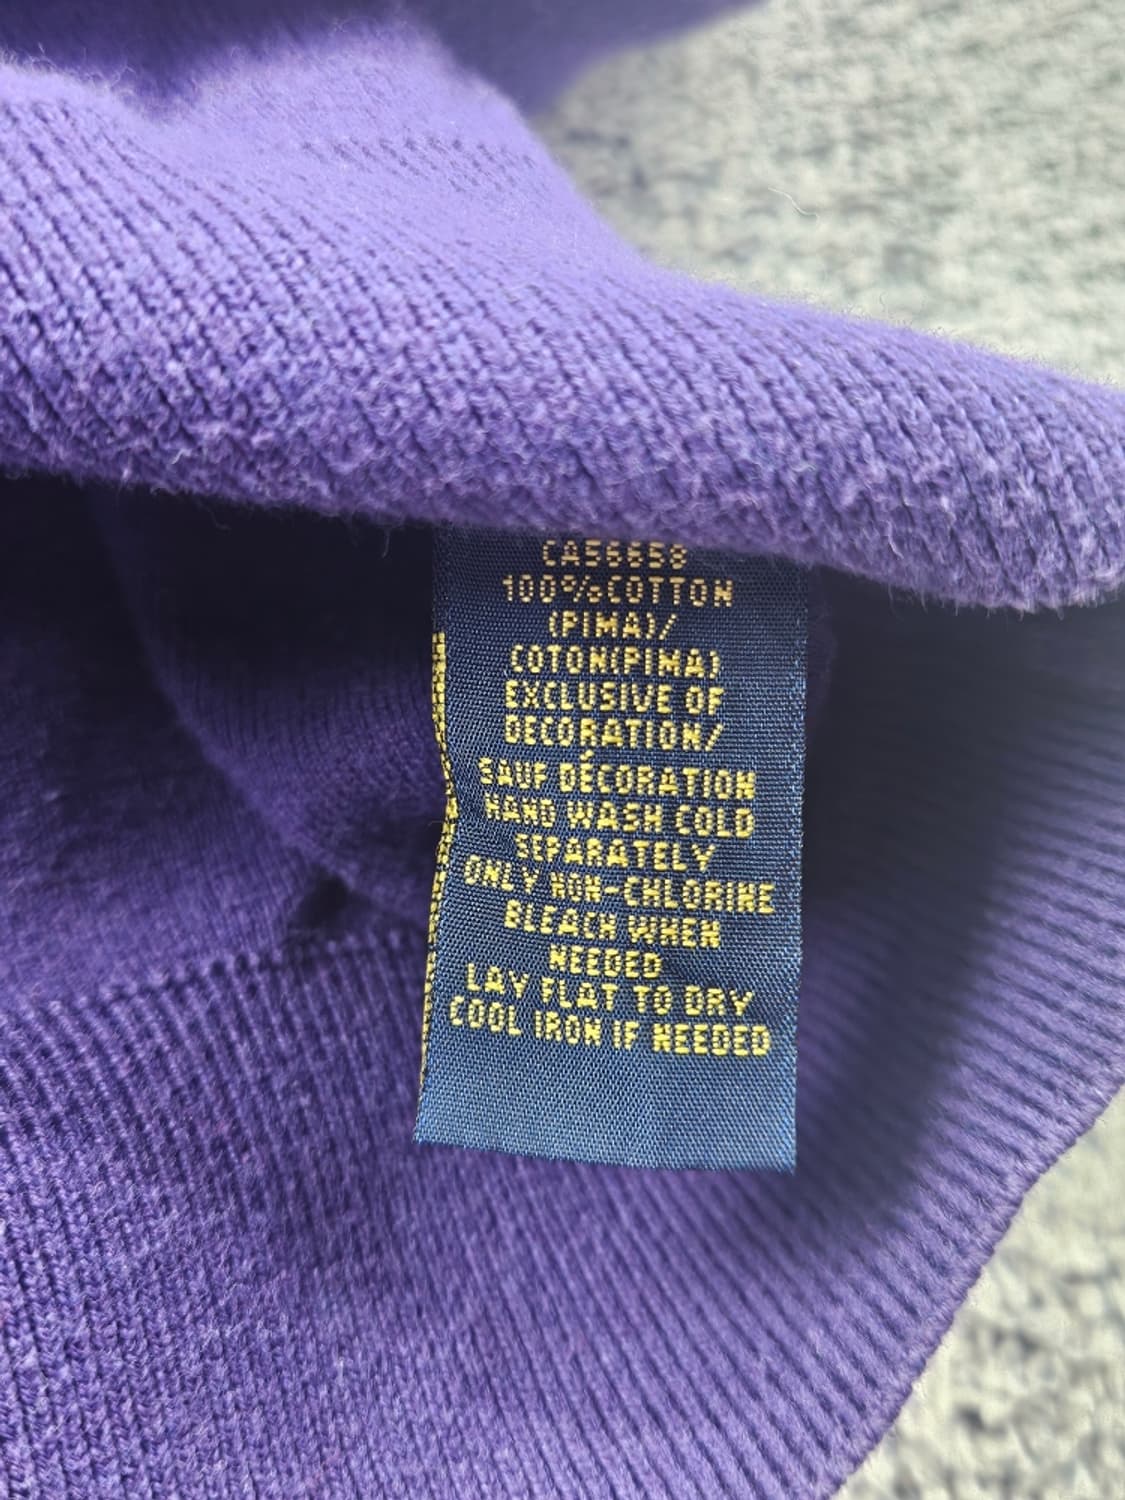 CA56658
100%COTTON
(PIMA)/
COTON(PIMA)
EXCLUSIVE OF
DECORATION/
SAUF DÉCORATION
HAND WASH COLD
SEPARATELY
ONLY NON-CHLORINE
BLEACH WHEN
NEEDED
LAY FLAT TO DRY
COOL IRON IF NEEDED